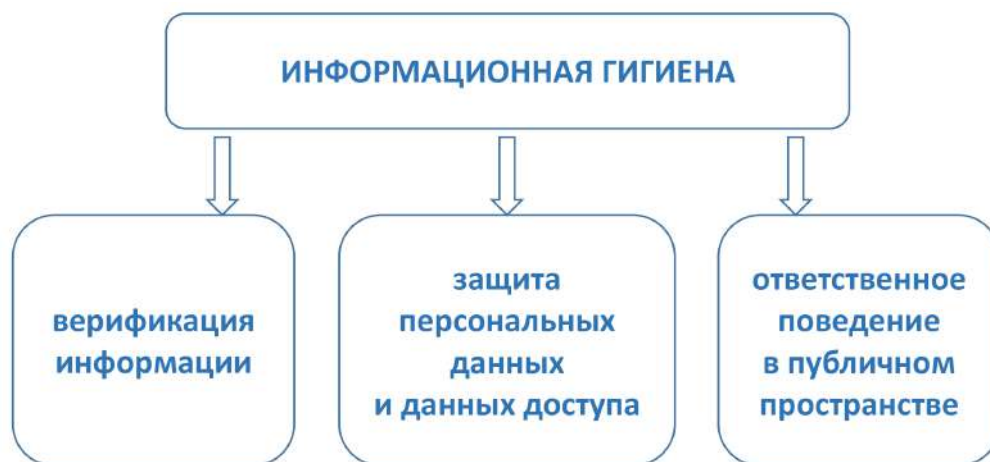 ИНФОРМАЦИОННАЯ ГИГИЕНА
верификация
информации
защита
персональных
данных
и данных доступа
ответственное
поведение
в публичном
пространстве